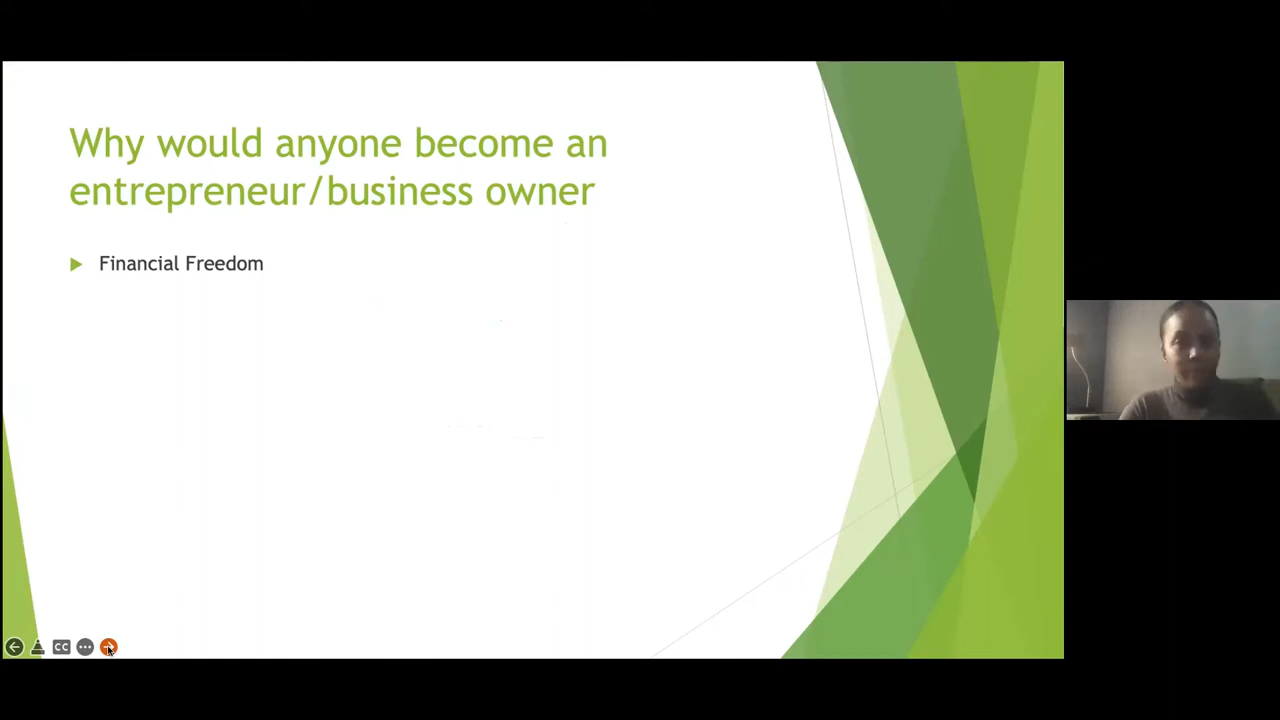 Why would anyone become an
entrepreneur/business owner
Financial Freedom
CC